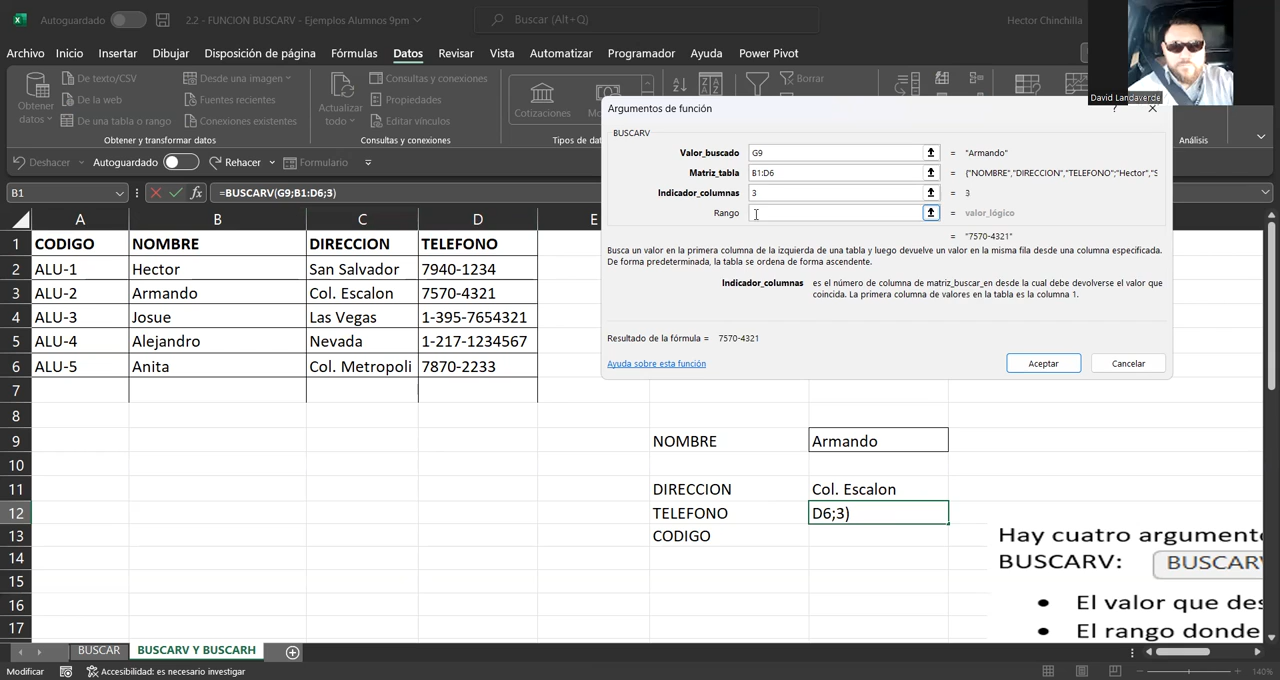 Autoguardado
2.2 - FUNCION BUSCARV - Ejemplos Alumnos 9pm
Buscar (Alt+Q)
Hector Chinchilla
Archivo Inicio Insertar Dibujar Disposición de página Fórmulas Datos Revisar Vista Automatizar Programador Ayuda Power Pivot
Obtener datos
De texto/CSV
De la web
De una tabla o rango
Desde una imagen
Fuentes recientes
Conexiones existentes
Obtener y transformar datos
Actualizar todo
Consultas y conexiones
Propiedades
Editar vínculos
Consultas y conexiones
Cotizaciones
Tipos de
Borrar
Análisis
David Landaverde
Deshacer Autoguardado Rehacer Formulario
B1
=BUSCARV(G9;B1:D6;3)
Argumentos de función
? ×
BUSCARV
Valor_buscado G9 = "Armando"
Matriz_tabla B1:D6 = {"NOMBRE","DIRECCION","TELEFONO";"Hector","S
Indicador_columnas 3 = 3
Rango = valor_lógico
= "7570-4321"
Busca un valor en la primera columna de la izquierda de una tabla y luego devuelve un valor en la misma fila desde una columna especificada.
De forma predeterminada, la tabla se ordena de forma ascendente.
Indicador_columnas es el número de columna de matriz_buscar_en desde la cual debe devolverse el valor que
coincida. La primera columna de valores en la tabla es la columna 1.
Resultado de la fórmula = 7570-4321
Ayuda sobre esta función
Aceptar Cancelar
A B C D E
1 CODIGO NOMBRE DIRECCION TELEFONO
2 ALU-1 Hector San Salvador 7940-1234
3 ALU-2 Armando Col. Escalon 7570-4321
4 ALU-3 Josue Las Vegas 1-395-7654321
5 ALU-4 Alejandro Nevada 1-217-1234567
6 ALU-5 Anita Col. Metropoli 7870-2233
7
8
9 NOMBRE Armando
10
11 DIRECCION Col. Escalon
12 TELEFONO D6;3)
13 CODIGO
14
15
16
17
Hay cuatro argumento
BUSCARV: BUSCARV
• El valor que des
• El rango donde
BUSCAR BUSCARV Y BUSCARH
Modificar Accesibilidad: es necesario investigar
140%